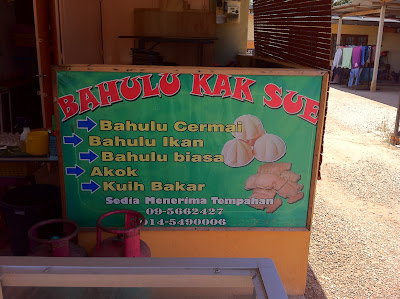 BAHULU KAK SUE
Bahulu Cermai
Bahulu Ikan
Bahulu biasa
Akok
Kuih Bakar
Sedia Menerima Tempahan
09-5662427
014-5490006